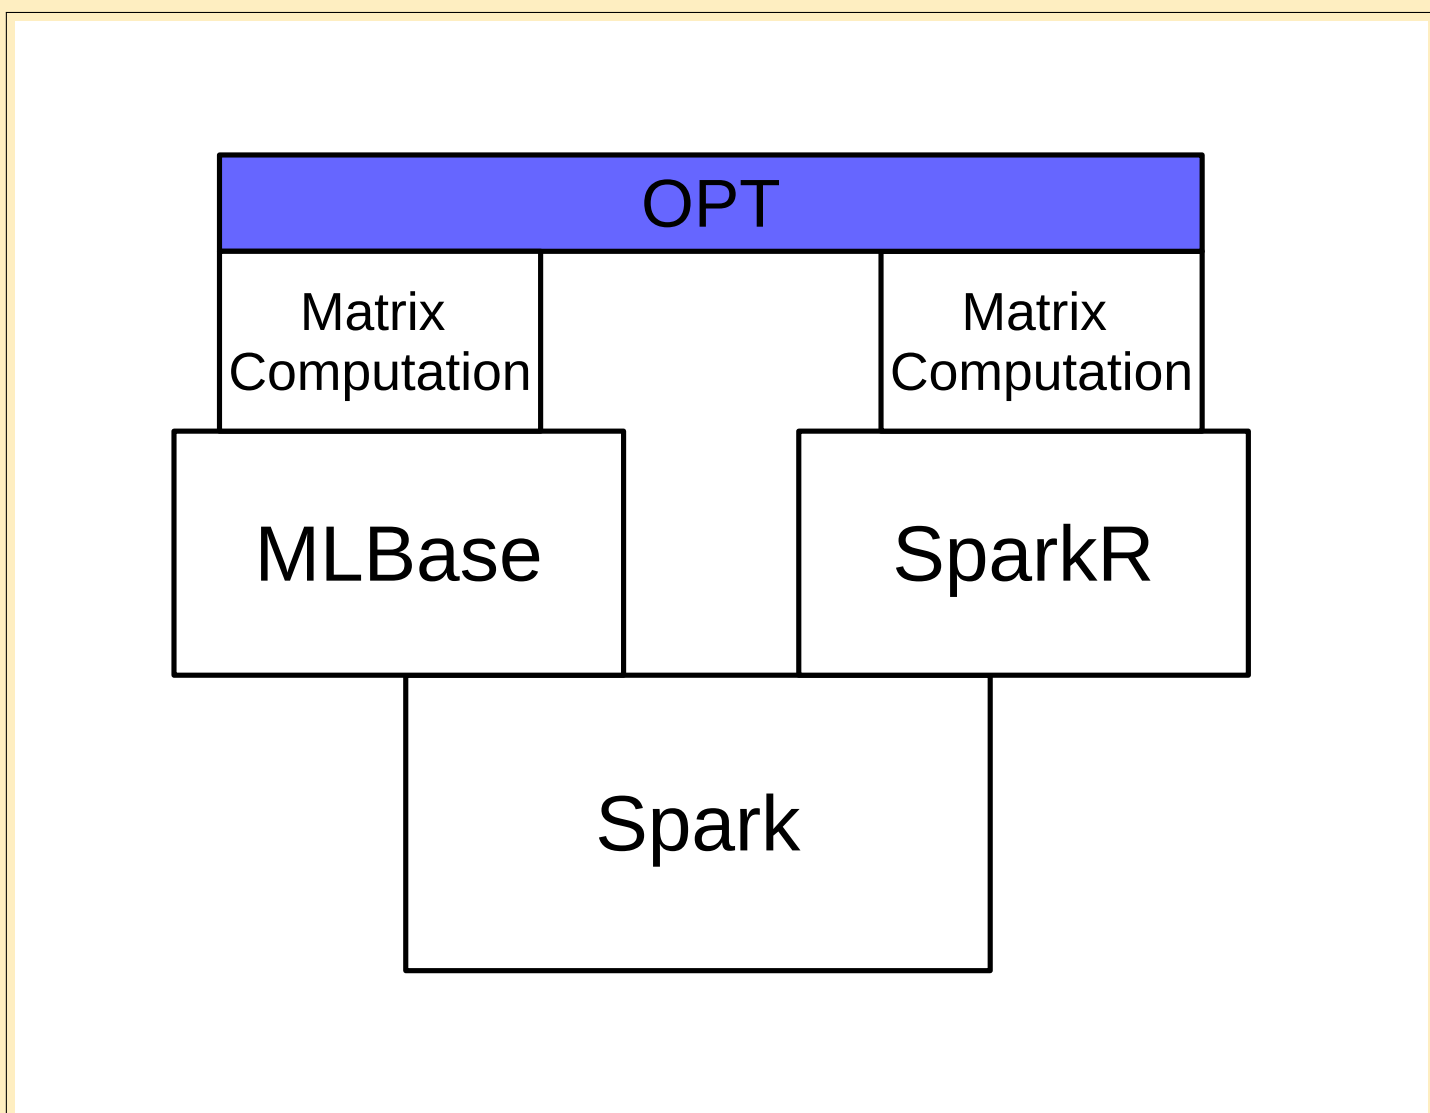 OPT
Matrix
Computation
Matrix
Computation
MLBase
SparkR
Spark